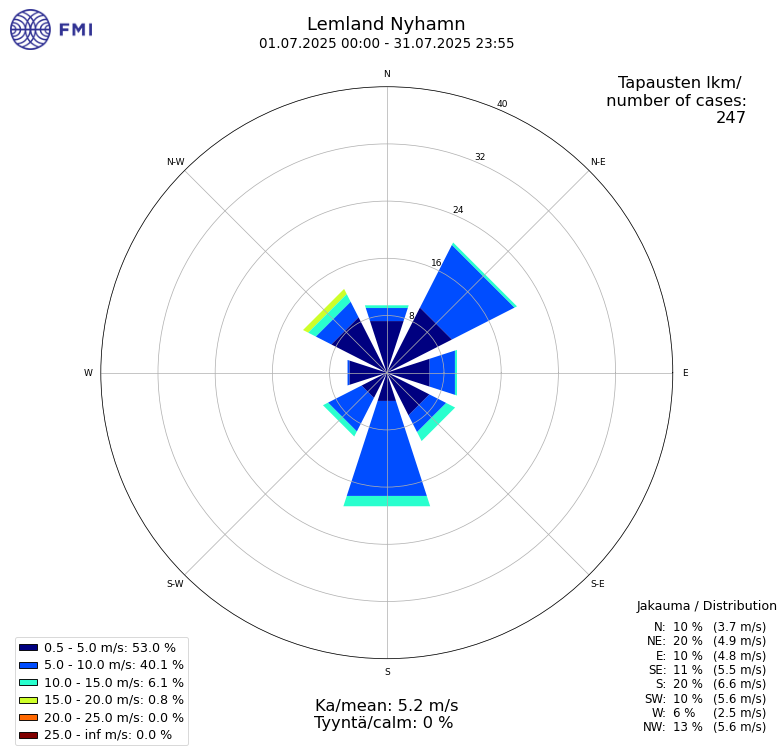 FMI
Lemland Nyhamn
01.07.2025 00:00 - 31.07.2025 23:55
Tapausten lkm/
number of cases:
247
N
N-E
E
S-E
S
S-W
W
N-W
40
32
24
16
8
0.5 - 5.0 m/s: 53.0 %
5.0 - 10.0 m/s: 40.1 %
10.0 - 15.0 m/s: 6.1 %
15.0 - 20.0 m/s: 0.8 %
20.0 - 25.0 m/s: 0.0 %
25.0 - inf m/s: 0.0 %
Ka/mean: 5.2 m/s
Tyyntä/calm: 0 %
Jakauma / Distribution
N: 10 % (3.7 m/s)
NE: 20 % (4.9 m/s)
E: 10 % (4.8 m/s)
SE: 11 % (5.5 m/s)
S: 20 % (6.6 m/s)
SW: 10 % (5.6 m/s)
W: 6 % (2.5 m/s)
NW: 13 % (5.6 m/s)